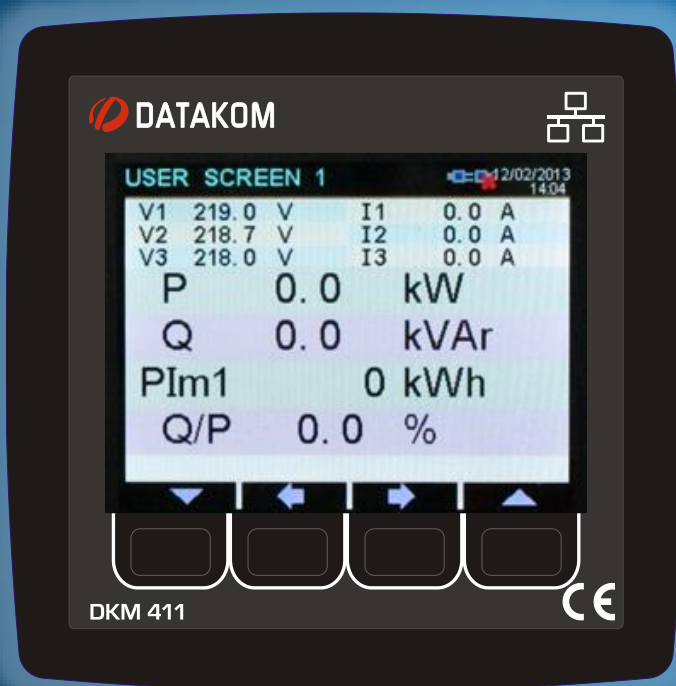 DATAKOM
USER SCREEN 1 12/02/2013
14:04
V1 219.0 V I1 0.0 A
V2 218.7 V I2 0.0 A
V3 218.0 V I3 0.0 A
P 0.0 kW
Q 0.0 kVAr
PIm1 0 kWh
Q/P 0.0 %
DKM 411 CE